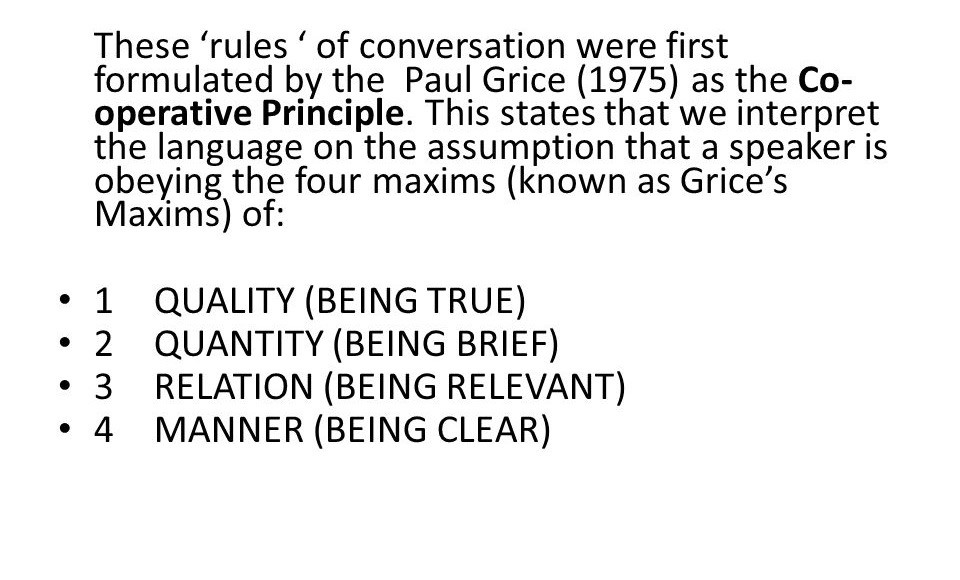 These ‘rules ‘ of conversation were first
formulated by the  Paul Grice (1975) as the Co-
operative Principle. This states that we interpret
the language on the assumption that a speaker is
obeying the four maxims (known as Grice’s
Maxims) of:
• 1 QUALITY (BEING TRUE)
• 2 QUANTITY (BEING BRIEF)
• 3 RELATION (BEING RELEVANT)
• 4 MANNER (BEING CLEAR)